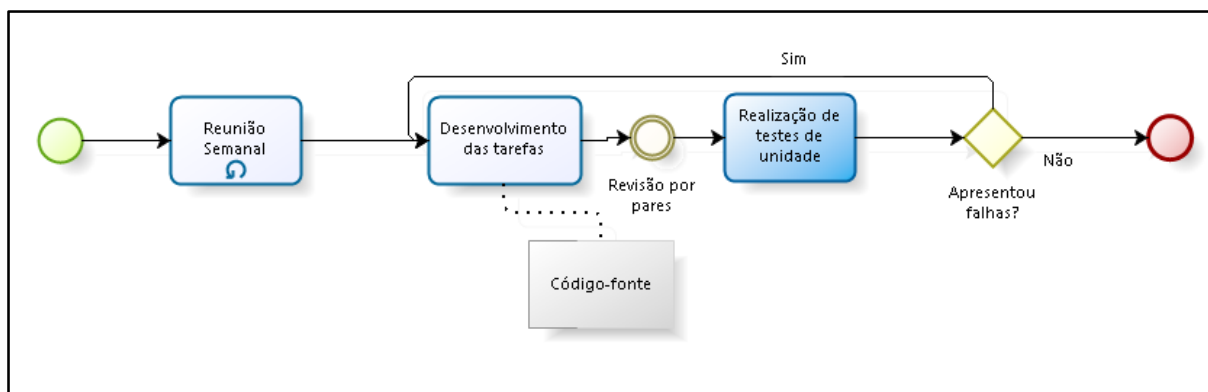 Sim
Reunião
Semanal
Desenvolvimento
das tarefas
Revisão por
pares
Realização de
testes de
unidade
Apresentou
falhas?
Não
Código-fonte